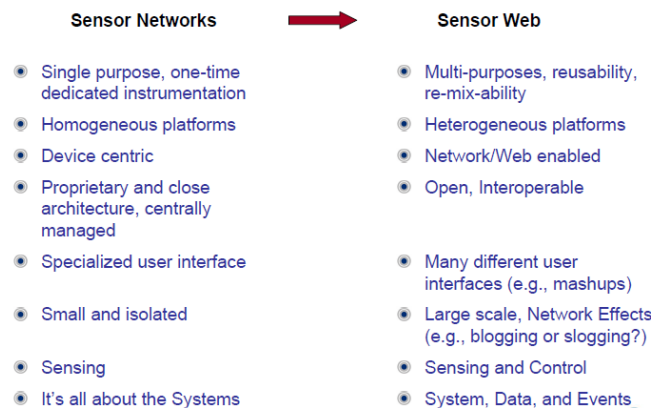 Sensor Networks
Sensor Web
Single purpose, one-time
dedicated instrumentation
Multi-purposes, reusability,
re-mix-ability
Homogeneous platforms
Heterogeneous platforms
Device centric
Network/Web enabled
Proprietary and close
architecture, centrally
managed
Open, Interoperable
Specialized user interface
Many different user
interfaces (e.g., mashups)
Small and isolated
Large scale, Network Effects
(e.g., blogging or slogging?)
Sensing
Sensing and Control
It's all about the Systems
System, Data, and Events